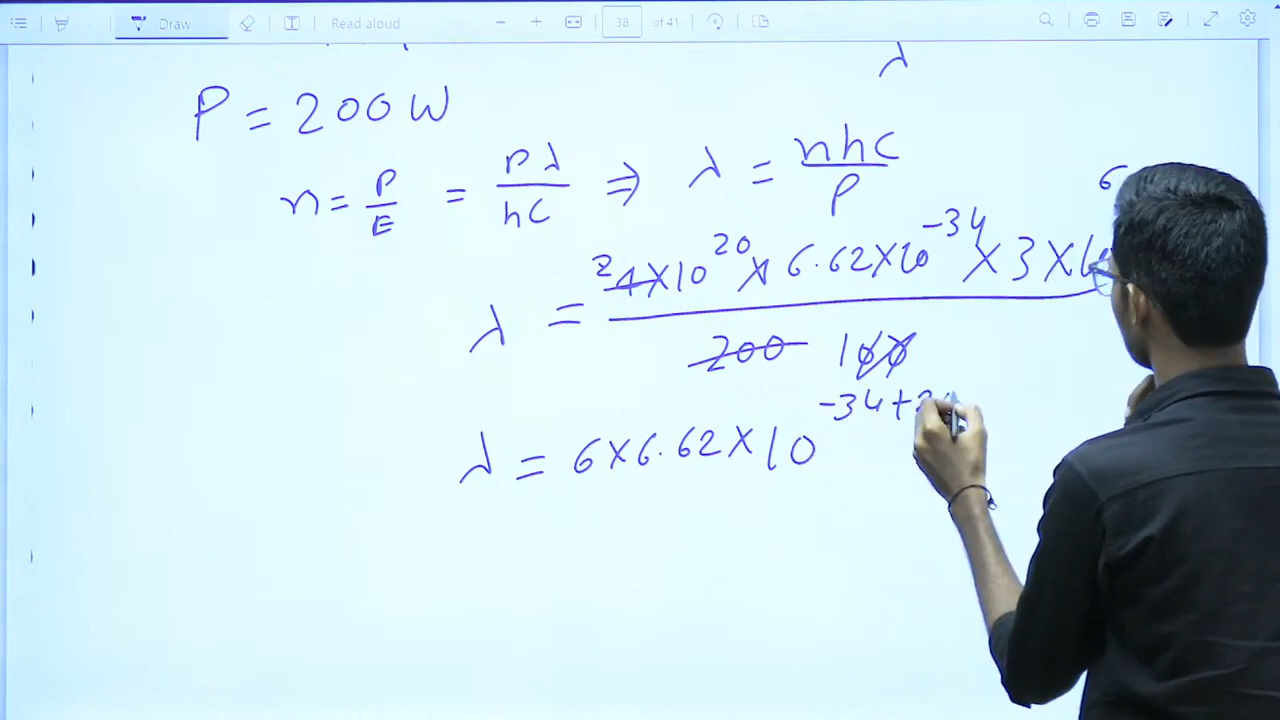 Draw
Read aloud
38 of 41
λ
P = 200 W
n = P/E = Pλ/hC ⇒ λ = nhC/P
6
2
λ = 4×10^20 × 6.62×10^-34 × 3 × 10
200 100
λ = 6×6.62×10^-34+20